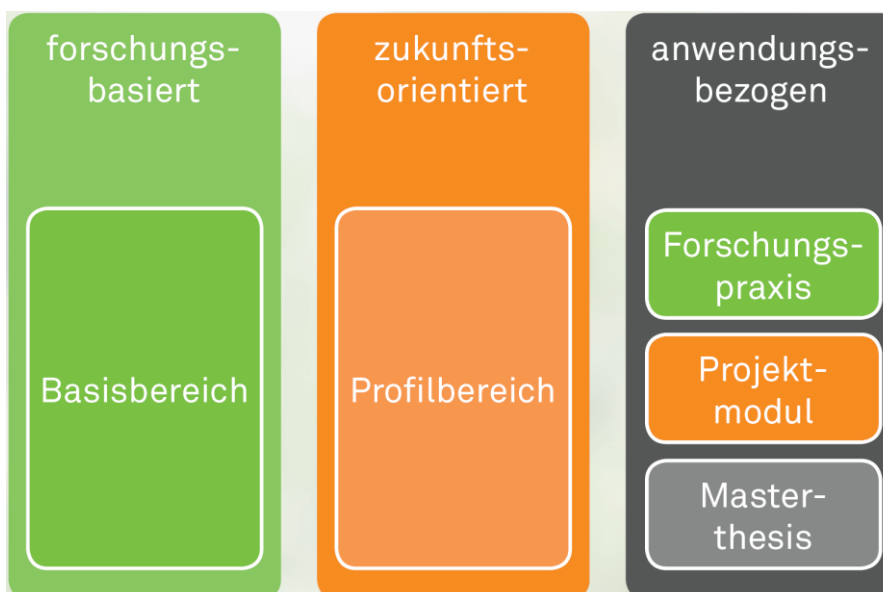 forschungs-
basiert
Basisbereich
zukunfts-
orientiert
Profilbereich
anwendungs-
bezogen
Forschungs-
praxis
Projekt-
modul
Master-
thesis